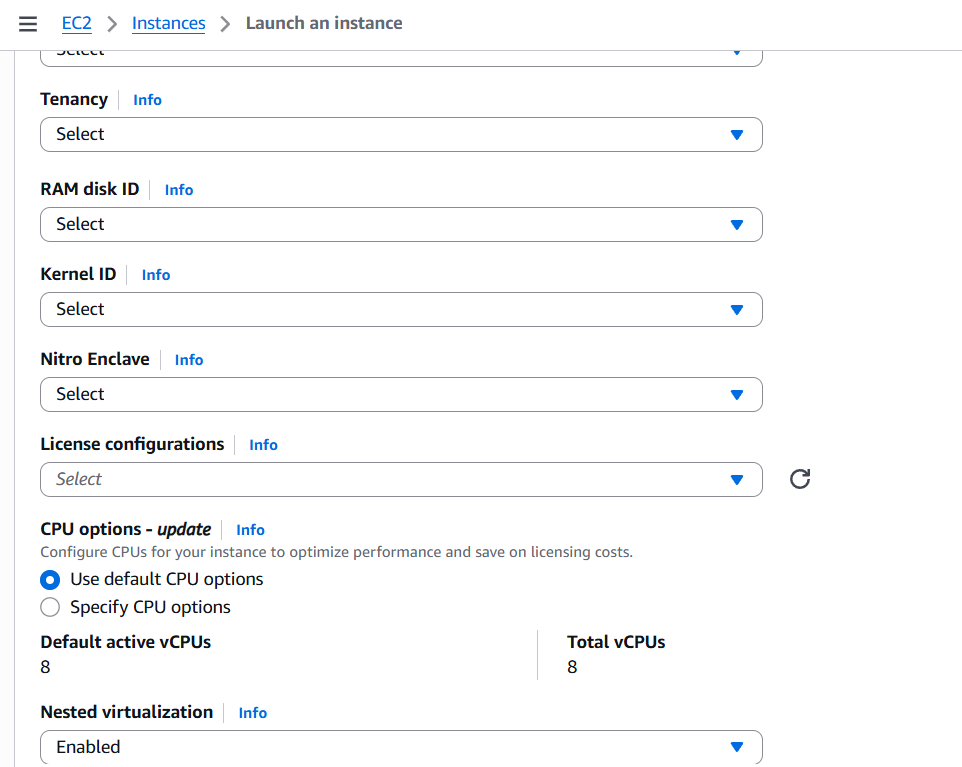 EC2 Instances Launch an instance
Select
Tenancy Info
Select
RAM disk ID Info
Select
Kernel ID Info
Select
Nitro Enclave Info
Select
License configurations Info
Select
CPU options - update Info
Configure CPUs for your instance to optimize performance and save on licensing costs.
Use default CPU options
Specify CPU options
Default active vCPUs Total vCPUs
8 8
Nested virtualization Info
Enabled